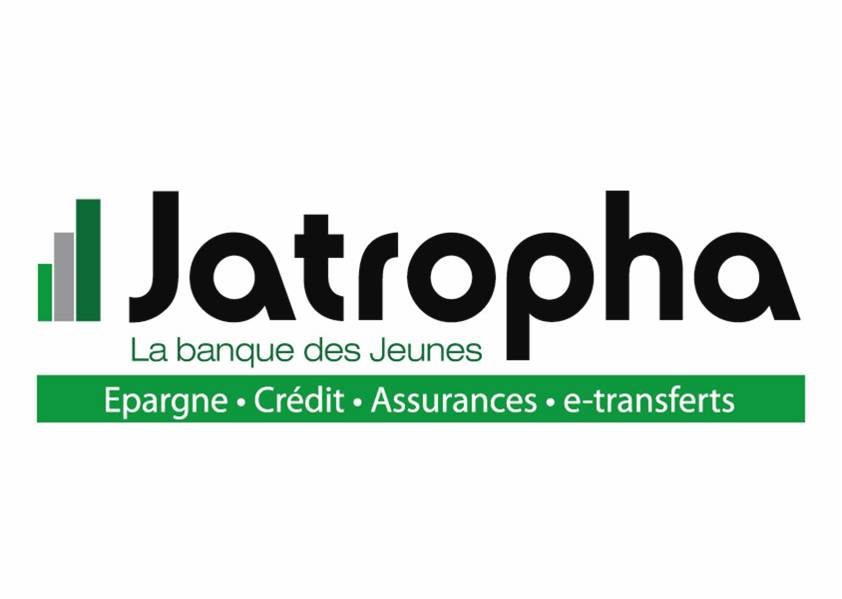 Jatropha
La banque des Jeunes
Epargne • Crédit • Assurances • e-transferts